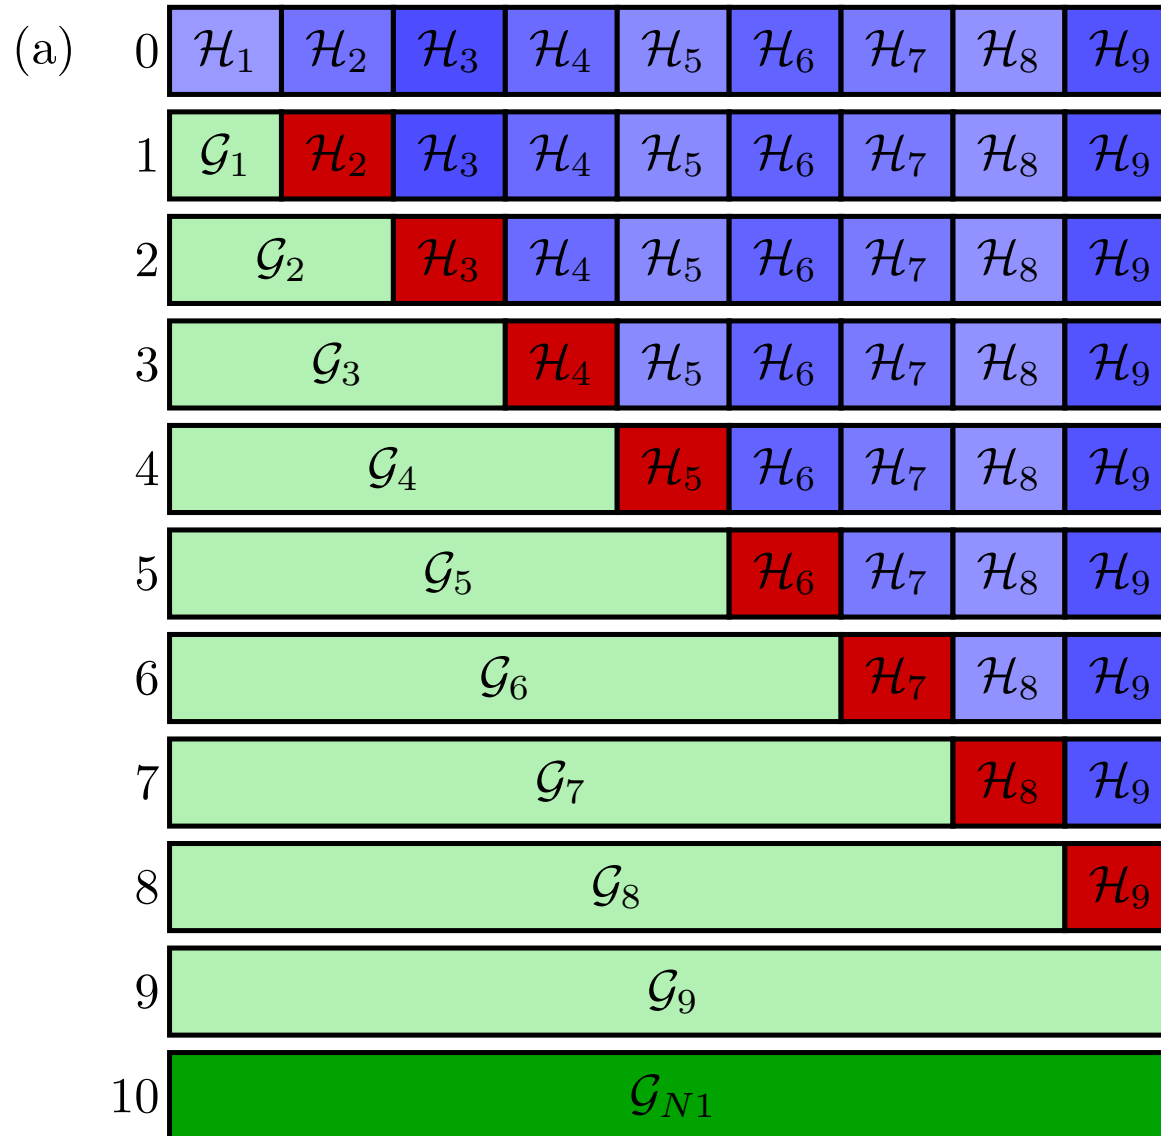 (a) 0 ℋ₁ ℋ₂ ℋ₃ ℋ₄ ℋ₅ ℋ₆ ℋ₇ ℋ₈ ℋ₉
1 𝒢₁ ℋ₂ ℋ₃ ℋ₄ ℋ₅ ℋ₆ ℋ₇ ℋ₈ ℋ₉
2 𝒢₂ ℋ₃ ℋ₄ ℋ₅ ℋ₆ ℋ₇ ℋ₈ ℋ₉
3 𝒢₃ ℋ₄ ℋ₅ ℋ₆ ℋ₇ ℋ₈ ℋ₉
4 𝒢₄ ℋ₅ ℋ₆ ℋ₇ ℋ₈ ℋ₉
5 𝒢₅ ℋ₆ ℋ₇ ℋ₈ ℋ₉
6 𝒢₆ ℋ₇ ℋ₈ ℋ₉
7 𝒢₇ ℋ₈ ℋ₉
8 𝒢₈ ℋ₉
9 𝒢₉
10 𝒢_{N1}